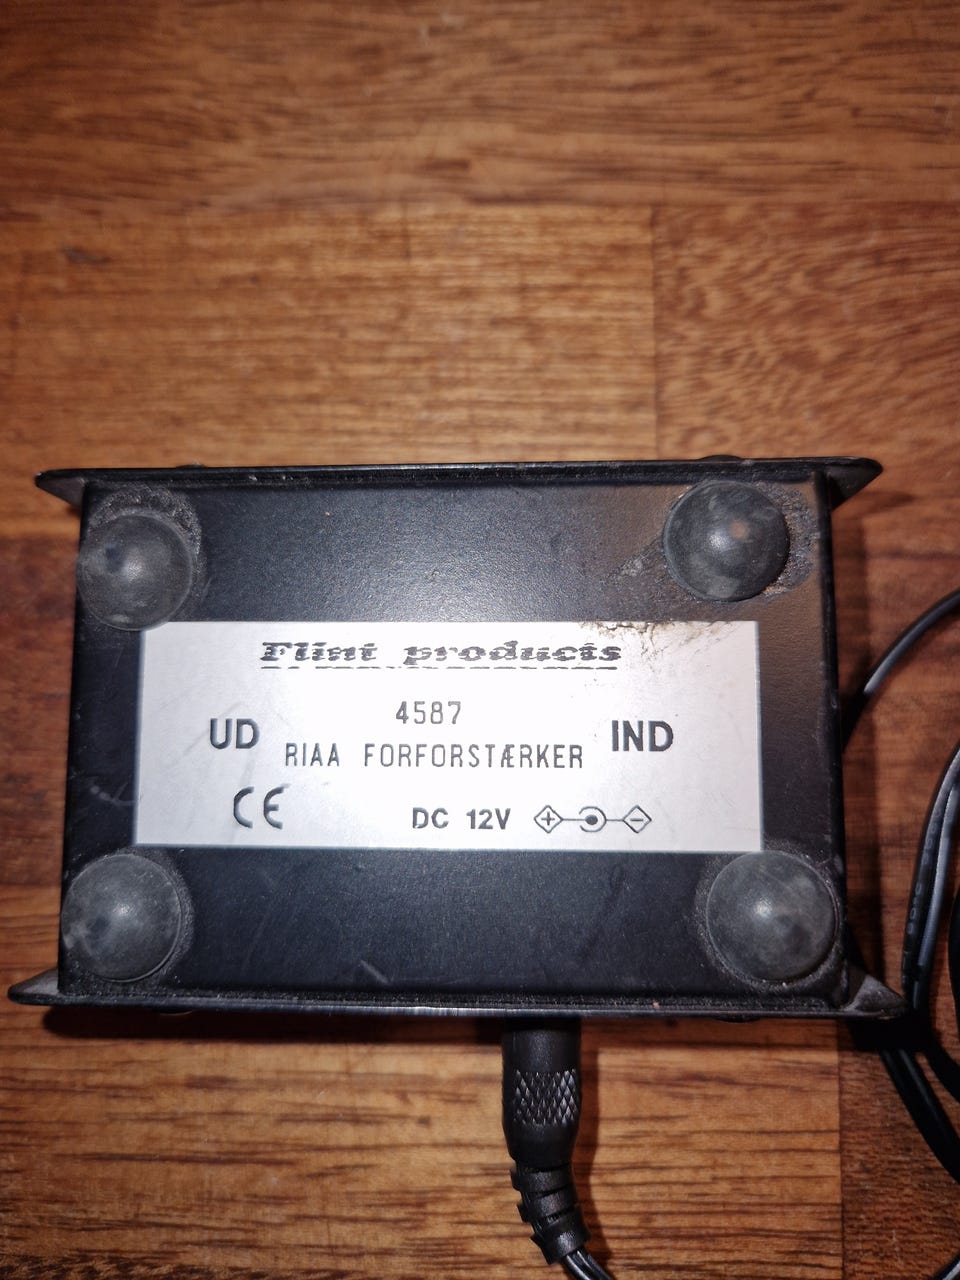 Flint products
4587
UD
RIAA FORFORSTÆRKER
IND
CE
DC 12V